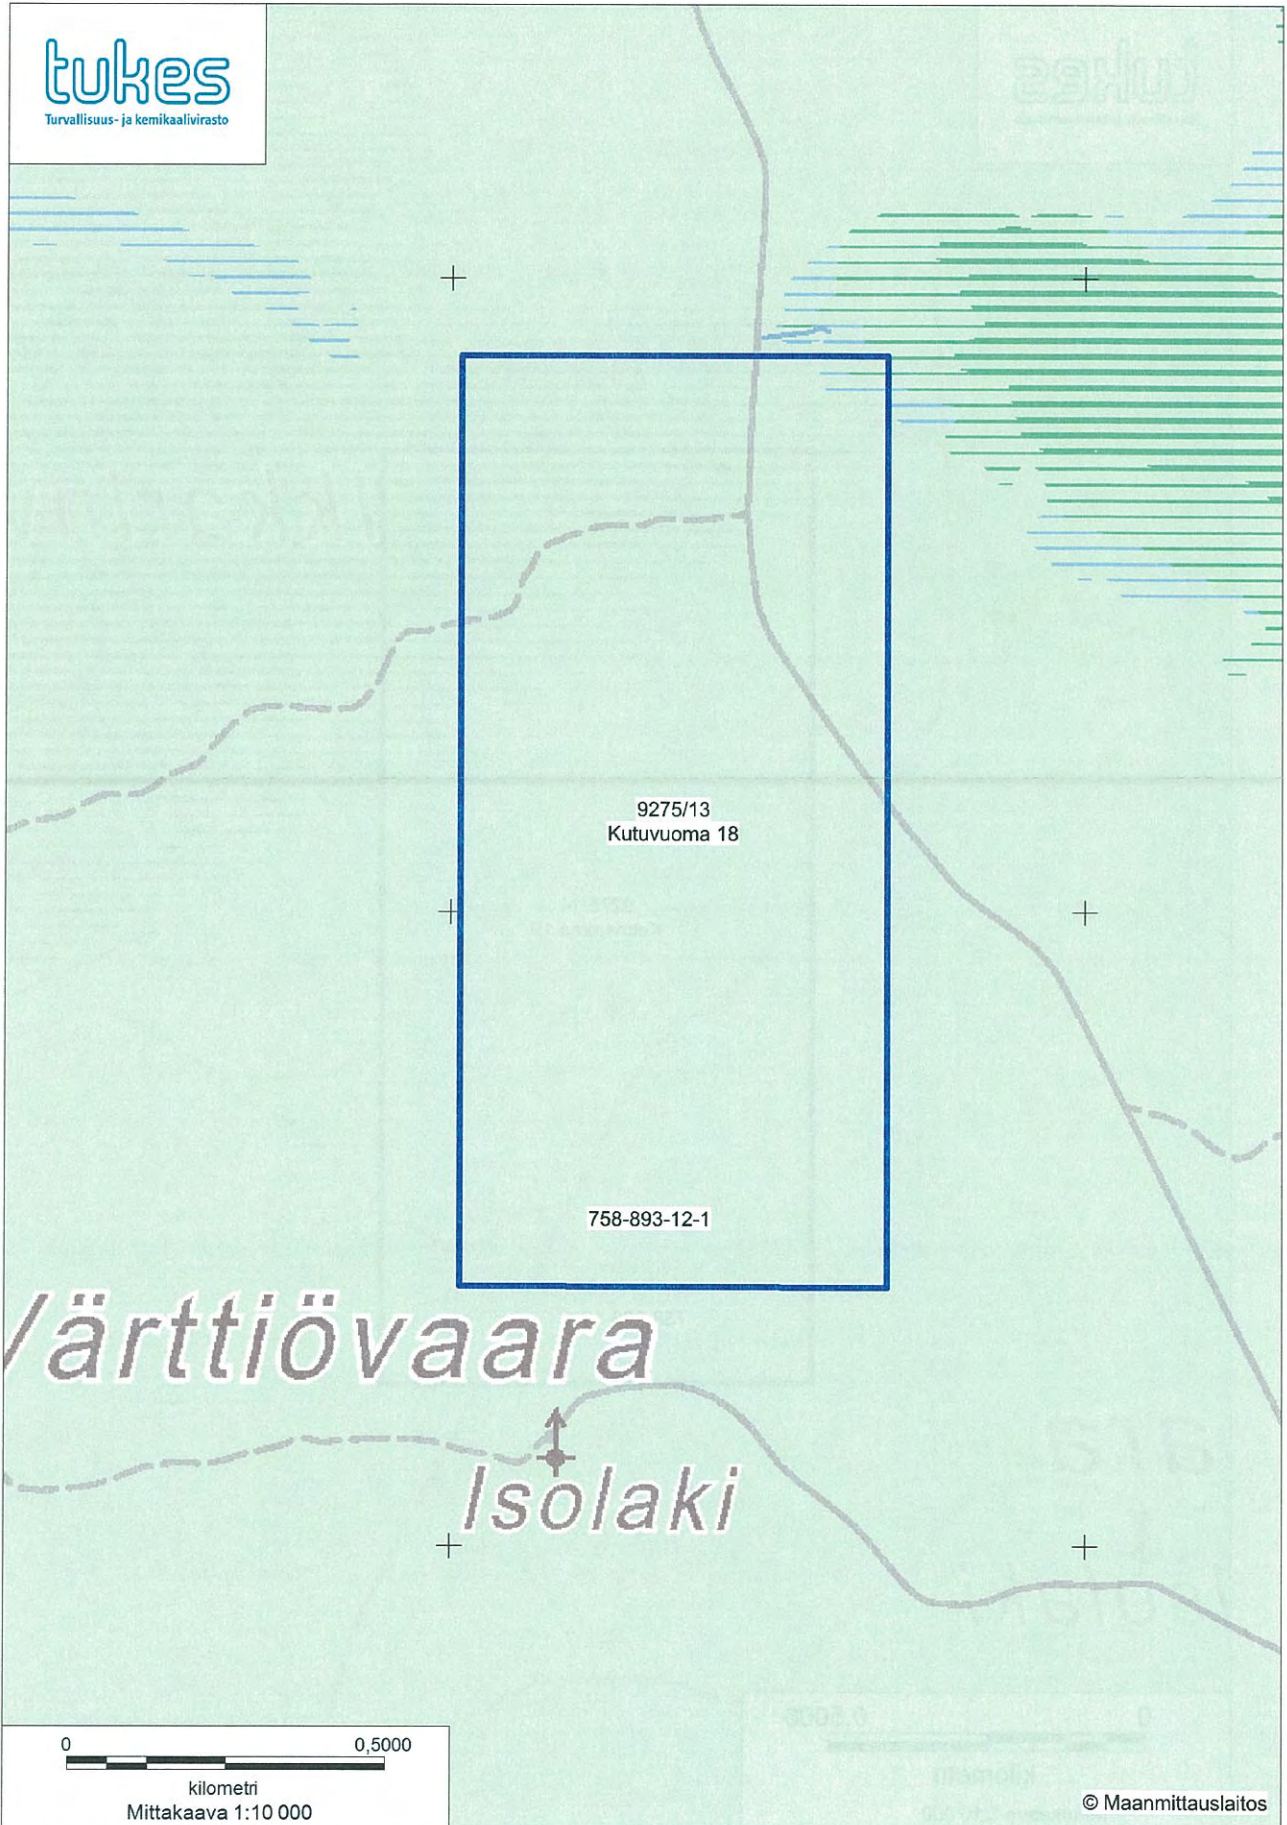 tukes
Turvallisuus- ja kemikaalivirasto
9275/13
Kutuvuoma 18
758-893-12-1
Värttiövaara
Isolaki
0 0,5000
kilometri
Mittakaava 1:10 000
© Maanmittauslaitos